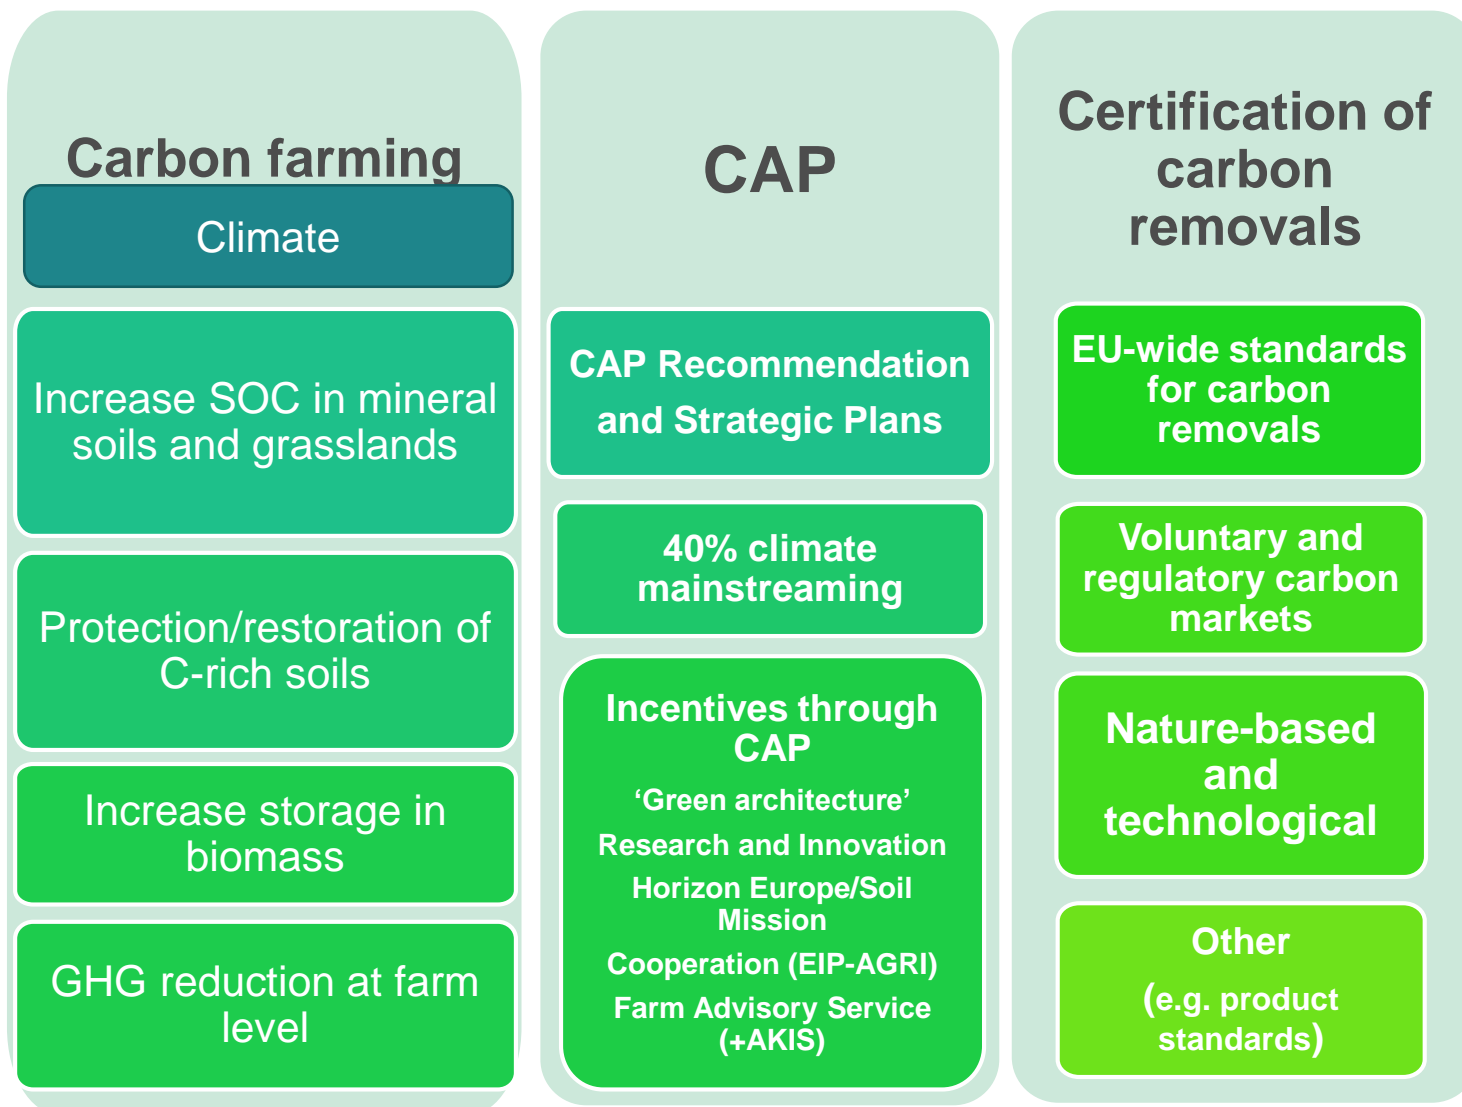 Carbon farming
Climate
Increase SOC in mineral
soils and grasslands
Protection/restoration of
C-rich soils
Increase storage in
biomass
GHG reduction at farm
level
CAP
CAP Recommendation
and Strategic Plans
40% climate
mainstreaming
Incentives through
CAP
‘Green architecture’
Research and Innovation
Horizon Europe/Soil
Mission
Cooperation (EIP-AGRI)
Farm Advisory Service
(+AKIS)
Certification of
carbon
removals
EU-wide standards
for carbon
removals
Voluntary and
regulatory carbon
markets
Nature-based
and
technological
Other
(e.g. product
standards)